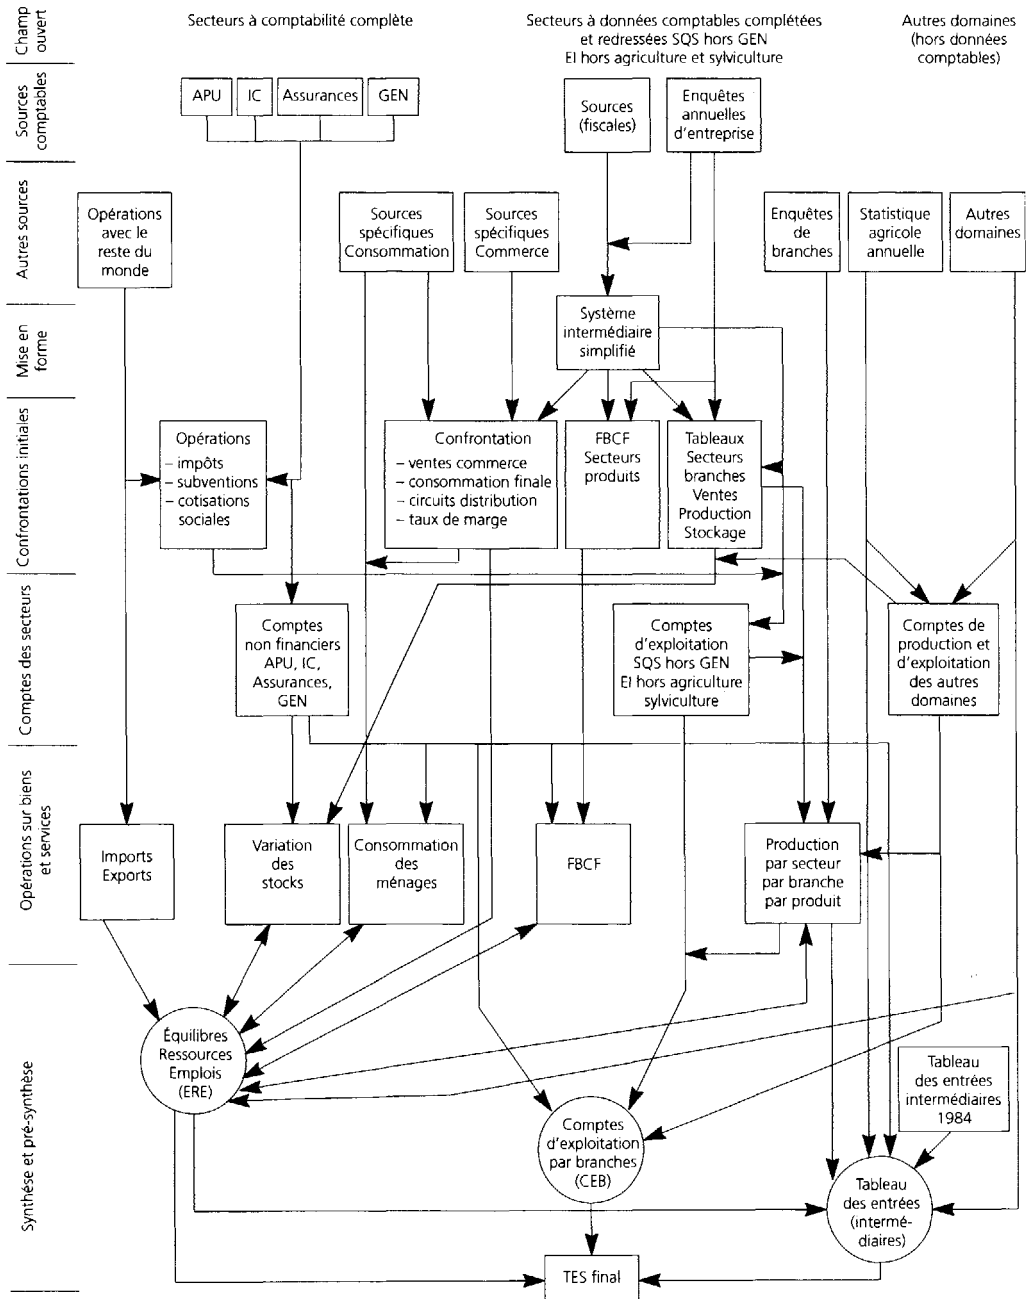 Champ
ouvert
Secteurs à comptabilité complète
Secteurs à données comptables complétées
et redressées SQS hors GEN
EI hors agriculture et sylviculture
Autres domaines
(hors données
comptables)
Sources
comptables
APU
IC
Assurances
GEN
Sources
(fiscales)
Enquêtes
annuelles
d'entreprise
Autres sources
Opérations
avec le
reste du
monde
Sources
spécifiques
Consommation
Sources
spécifiques
Commerce
Enquêtes
de
branches
Statistique
agricole
annuelle
Autres
domaines
Mise en
forme
Système
intermédiaire
simplifié
Confrontations initiales
Opérations
– impôts
– subventions
– cotisations
sociales
Confrontation
– ventes commerce
– consommation finale
– circuits distribution
– taux de marge
FBCF
Secteurs
produits
Tableaux
Secteurs
branches
Ventes
Production
Stockage
Comptes des secteurs
Comptes
non financiers
APU, IC,
Assurances,
GEN
Comptes
d'exploitation
SQS hors GEN
EI hors agriculture
sylviculture
Comptes de
production et
d'exploitation
des autres
domaines
Opérations sur biens
et services
Imports
Exports
Variation
des
stocks
Consommation
des
ménages
FBCF
Production
par secteur
par branche
par produit
Synthèse et pré-synthèse
Équilibres
Ressources
Emplois
(ERE)
Comptes
d'exploitation
par branches
(CEB)
Tableau
des entrées
intermédiaires
1984
Tableau
des entrées
(intermé-
diaires)
TES final